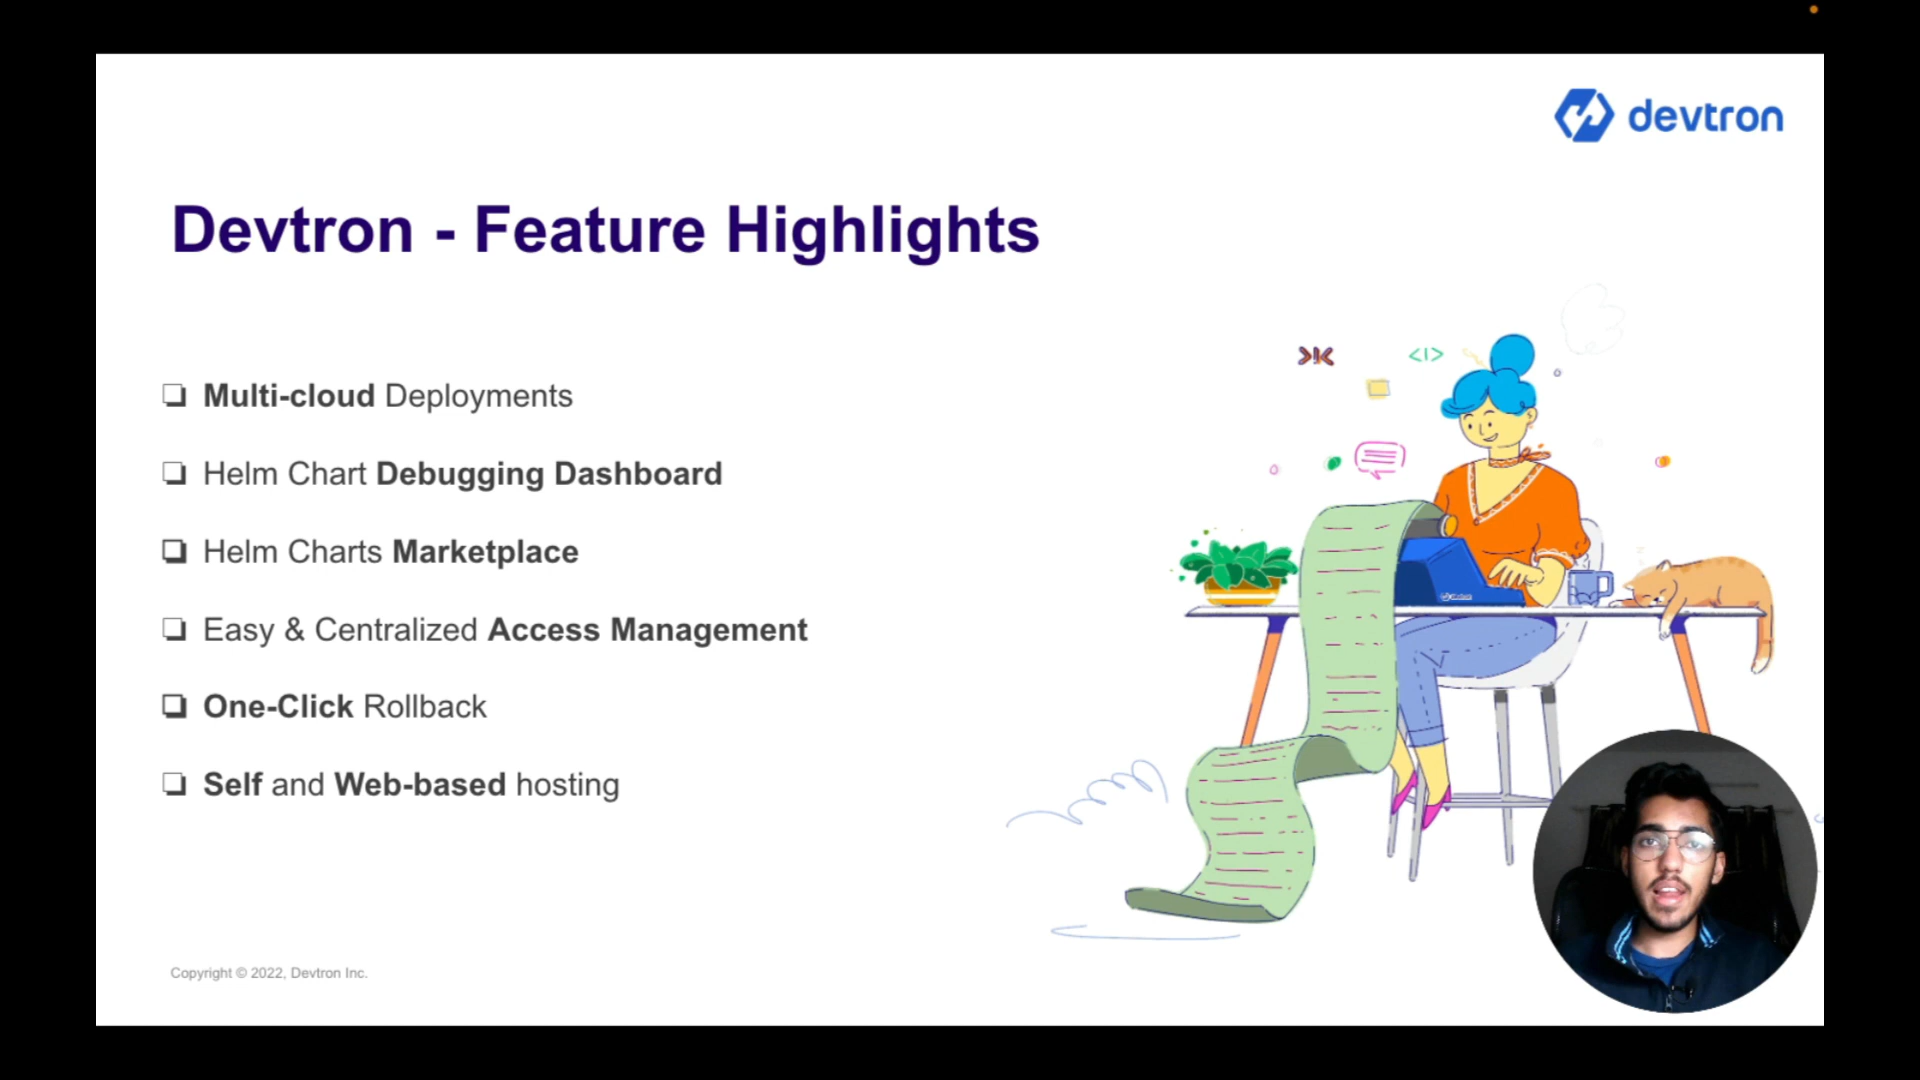 devtron
Devtron - Feature Highlights
Multi-cloud Deployments
Helm Chart Debugging Dashboard
Helm Charts Marketplace
Easy & Centralized Access Management
One-Click Rollback
Self and Web-based hosting
devtron
Copyright © 2022, Devtron Inc.